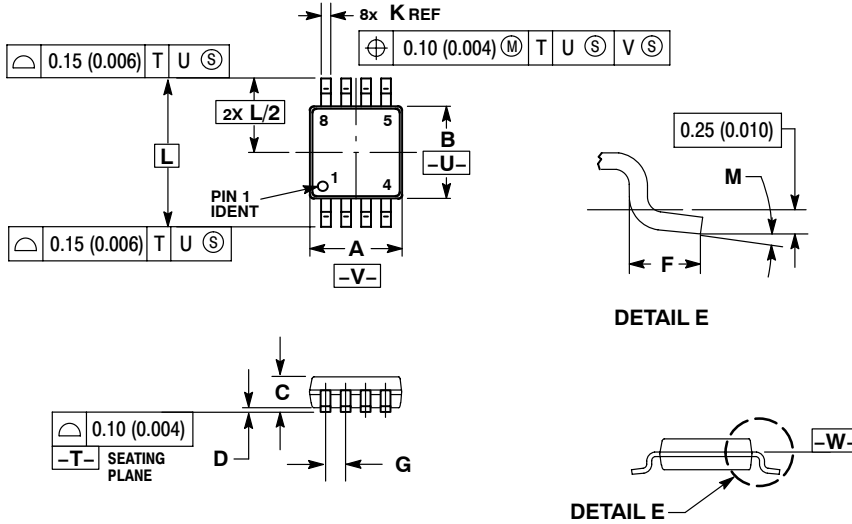 8x K REF
⌖ 0.10 (0.004) Ⓜ T U Ⓢ V Ⓢ
⌓ 0.15 (0.006) T U Ⓢ
2X L/2
8 5
B
-U-
L
1
4
PIN 1
IDENT
⌓ 0.15 (0.006) T U Ⓢ
A
-V-
0.25 (0.010)
M
F
DETAIL E
C
⌓ 0.10 (0.004)
-T- SEATING
PLANE
D
G
-W-
DETAIL E